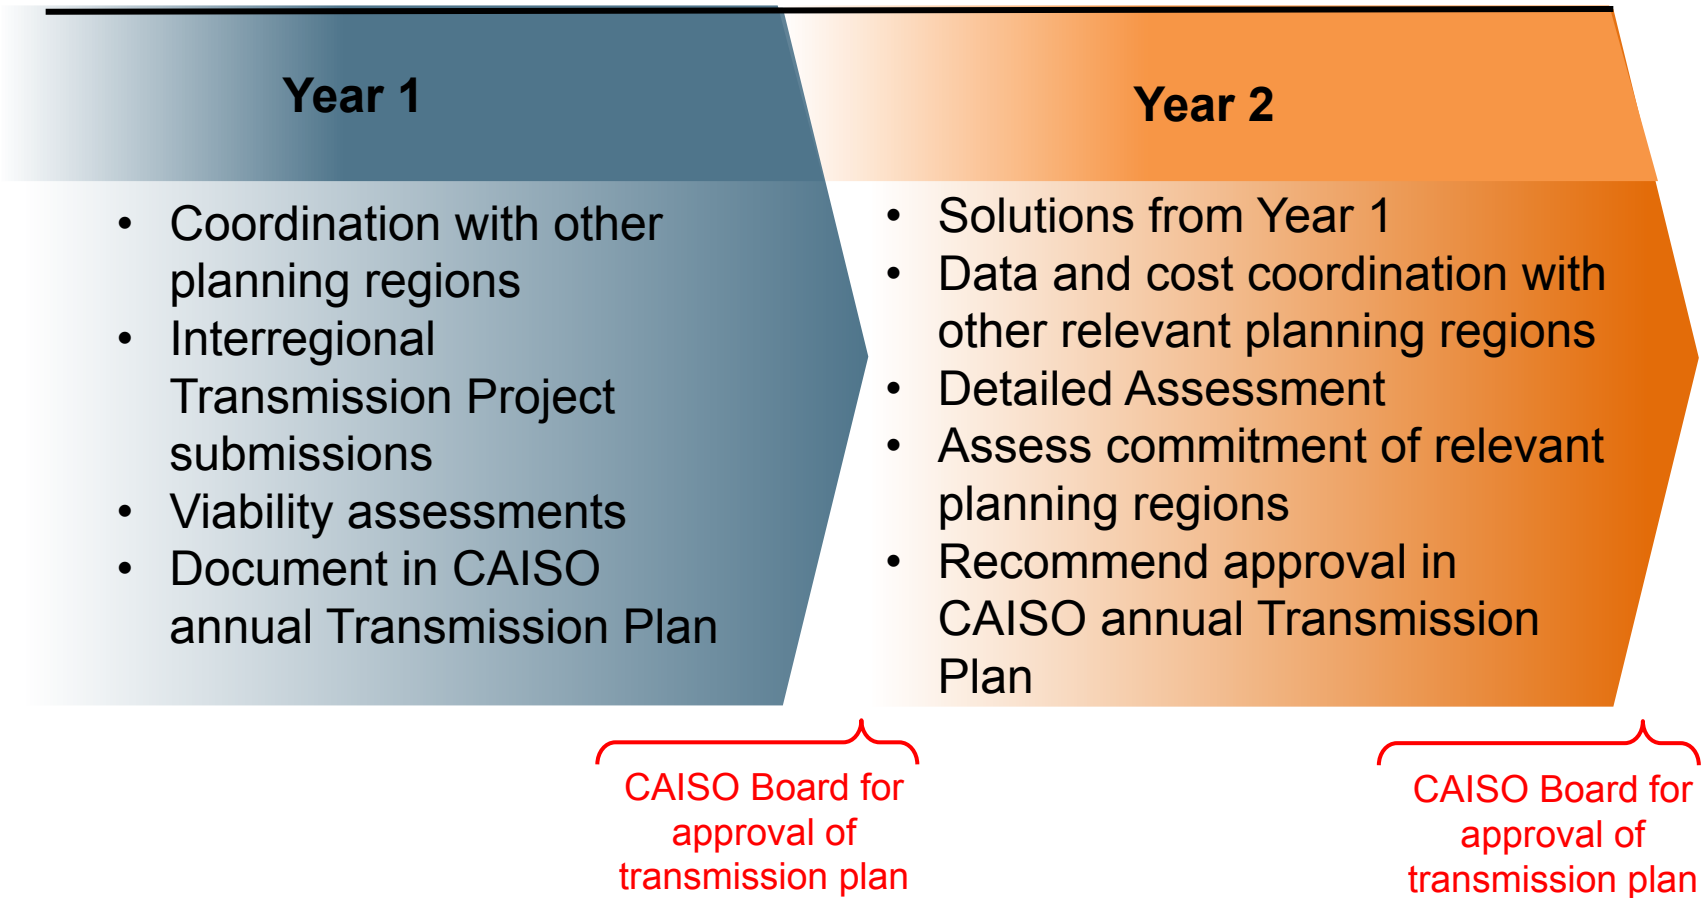 Year 1
• Coordination with other
planning regions
• Interregional
Transmission Project
submissions
• Viability assessments
• Document in CAISO
annual Transmission Plan
Year 2
• Solutions from Year 1
• Data and cost coordination with
other relevant planning regions
• Detailed Assessment
• Assess commitment of relevant
planning regions
• Recommend approval in
CAISO annual Transmission
Plan
CAISO Board for
approval of
transmission plan
CAISO Board for
approval of
transmission plan